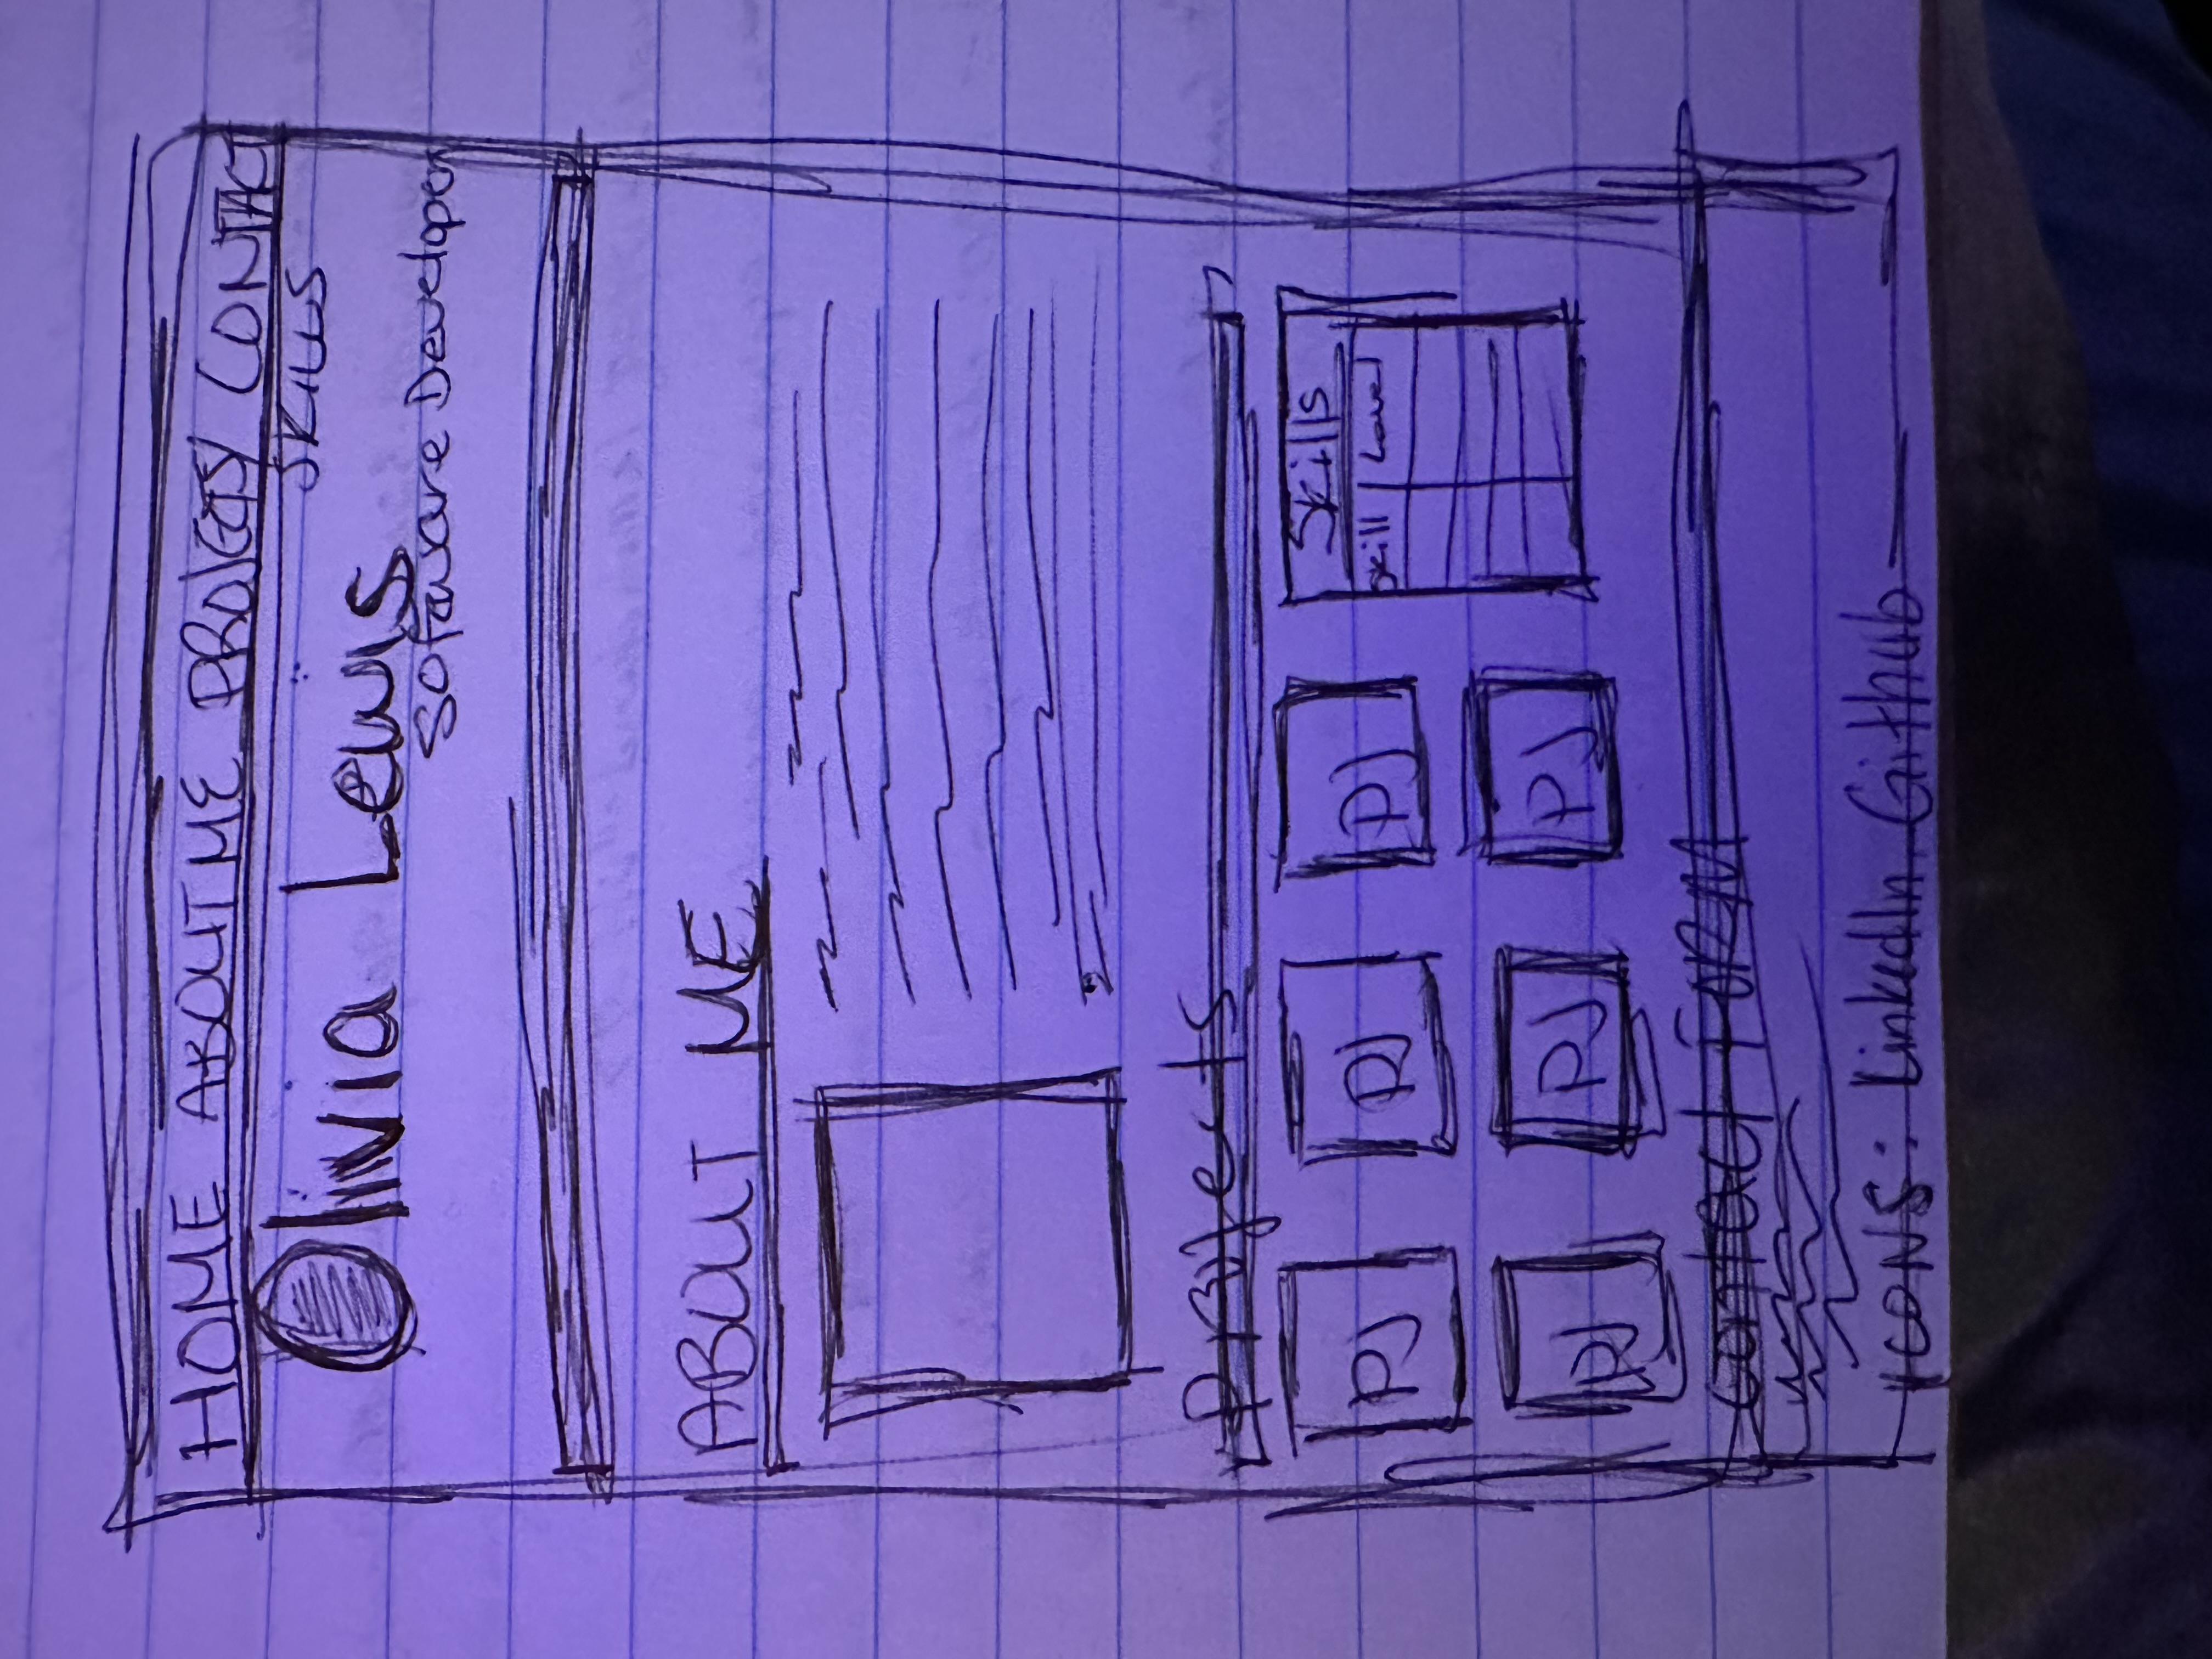 HOME ABOUT ME PROJECTS/ CONTACT
SKILLS
Olivia Lewis
Software Developer
ABOUT ME
Projects
PJ PJ PJ
Skills
Skill Level
PJ PJ PJ
Contact FORM
ICONS: LinkedIn, Github